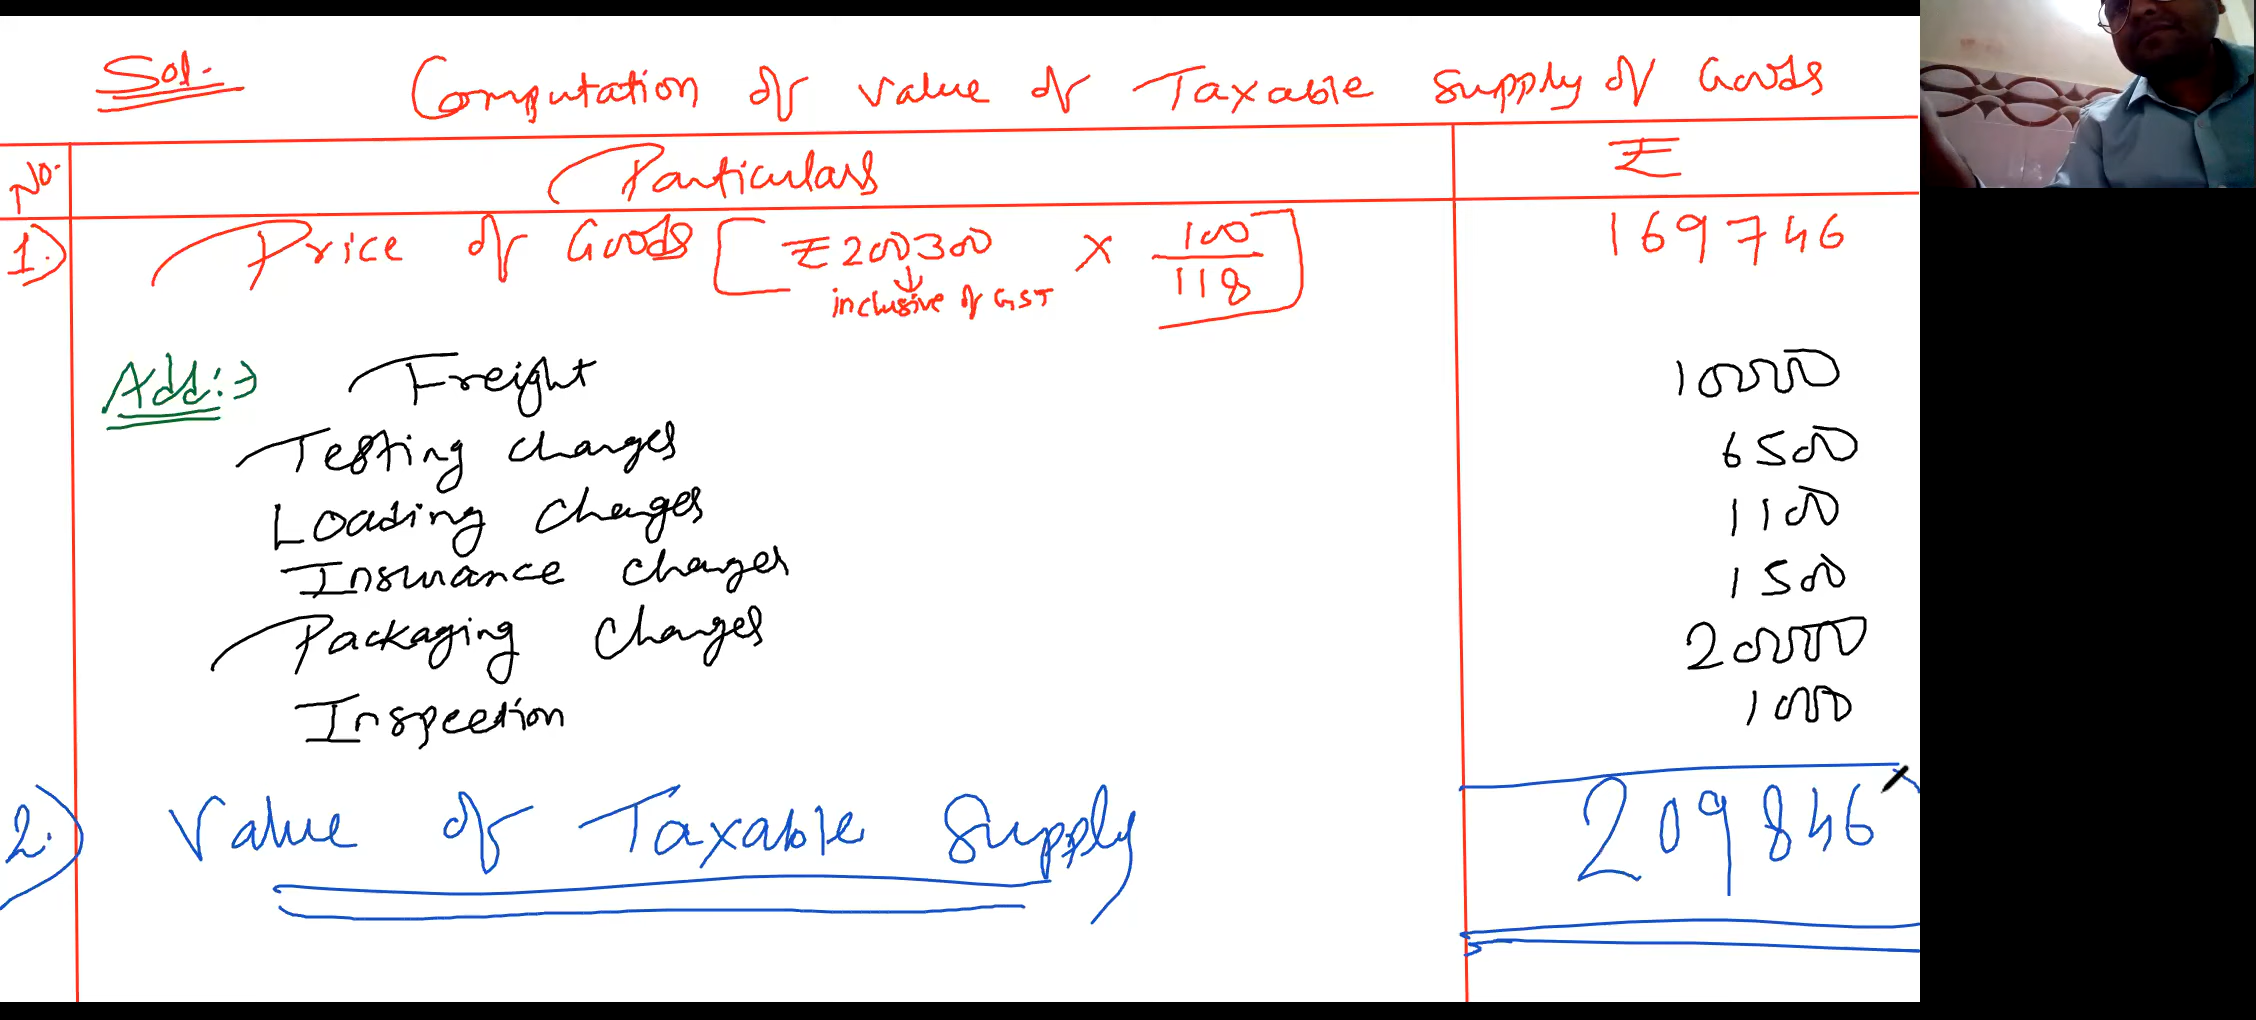 Sol. Computation of value of Taxable supply of Goods
No. Particulars ₹
1.) Price of Goods [₹200300 × 100/118] 169746
inclusive of GST
Add:→ Freight 10000
Testing charges 6500
Loading charges 1100
Insurance charges 1500
Packaging charges 20000
Inspection 1000
2.) Value of Taxable Supply 209846